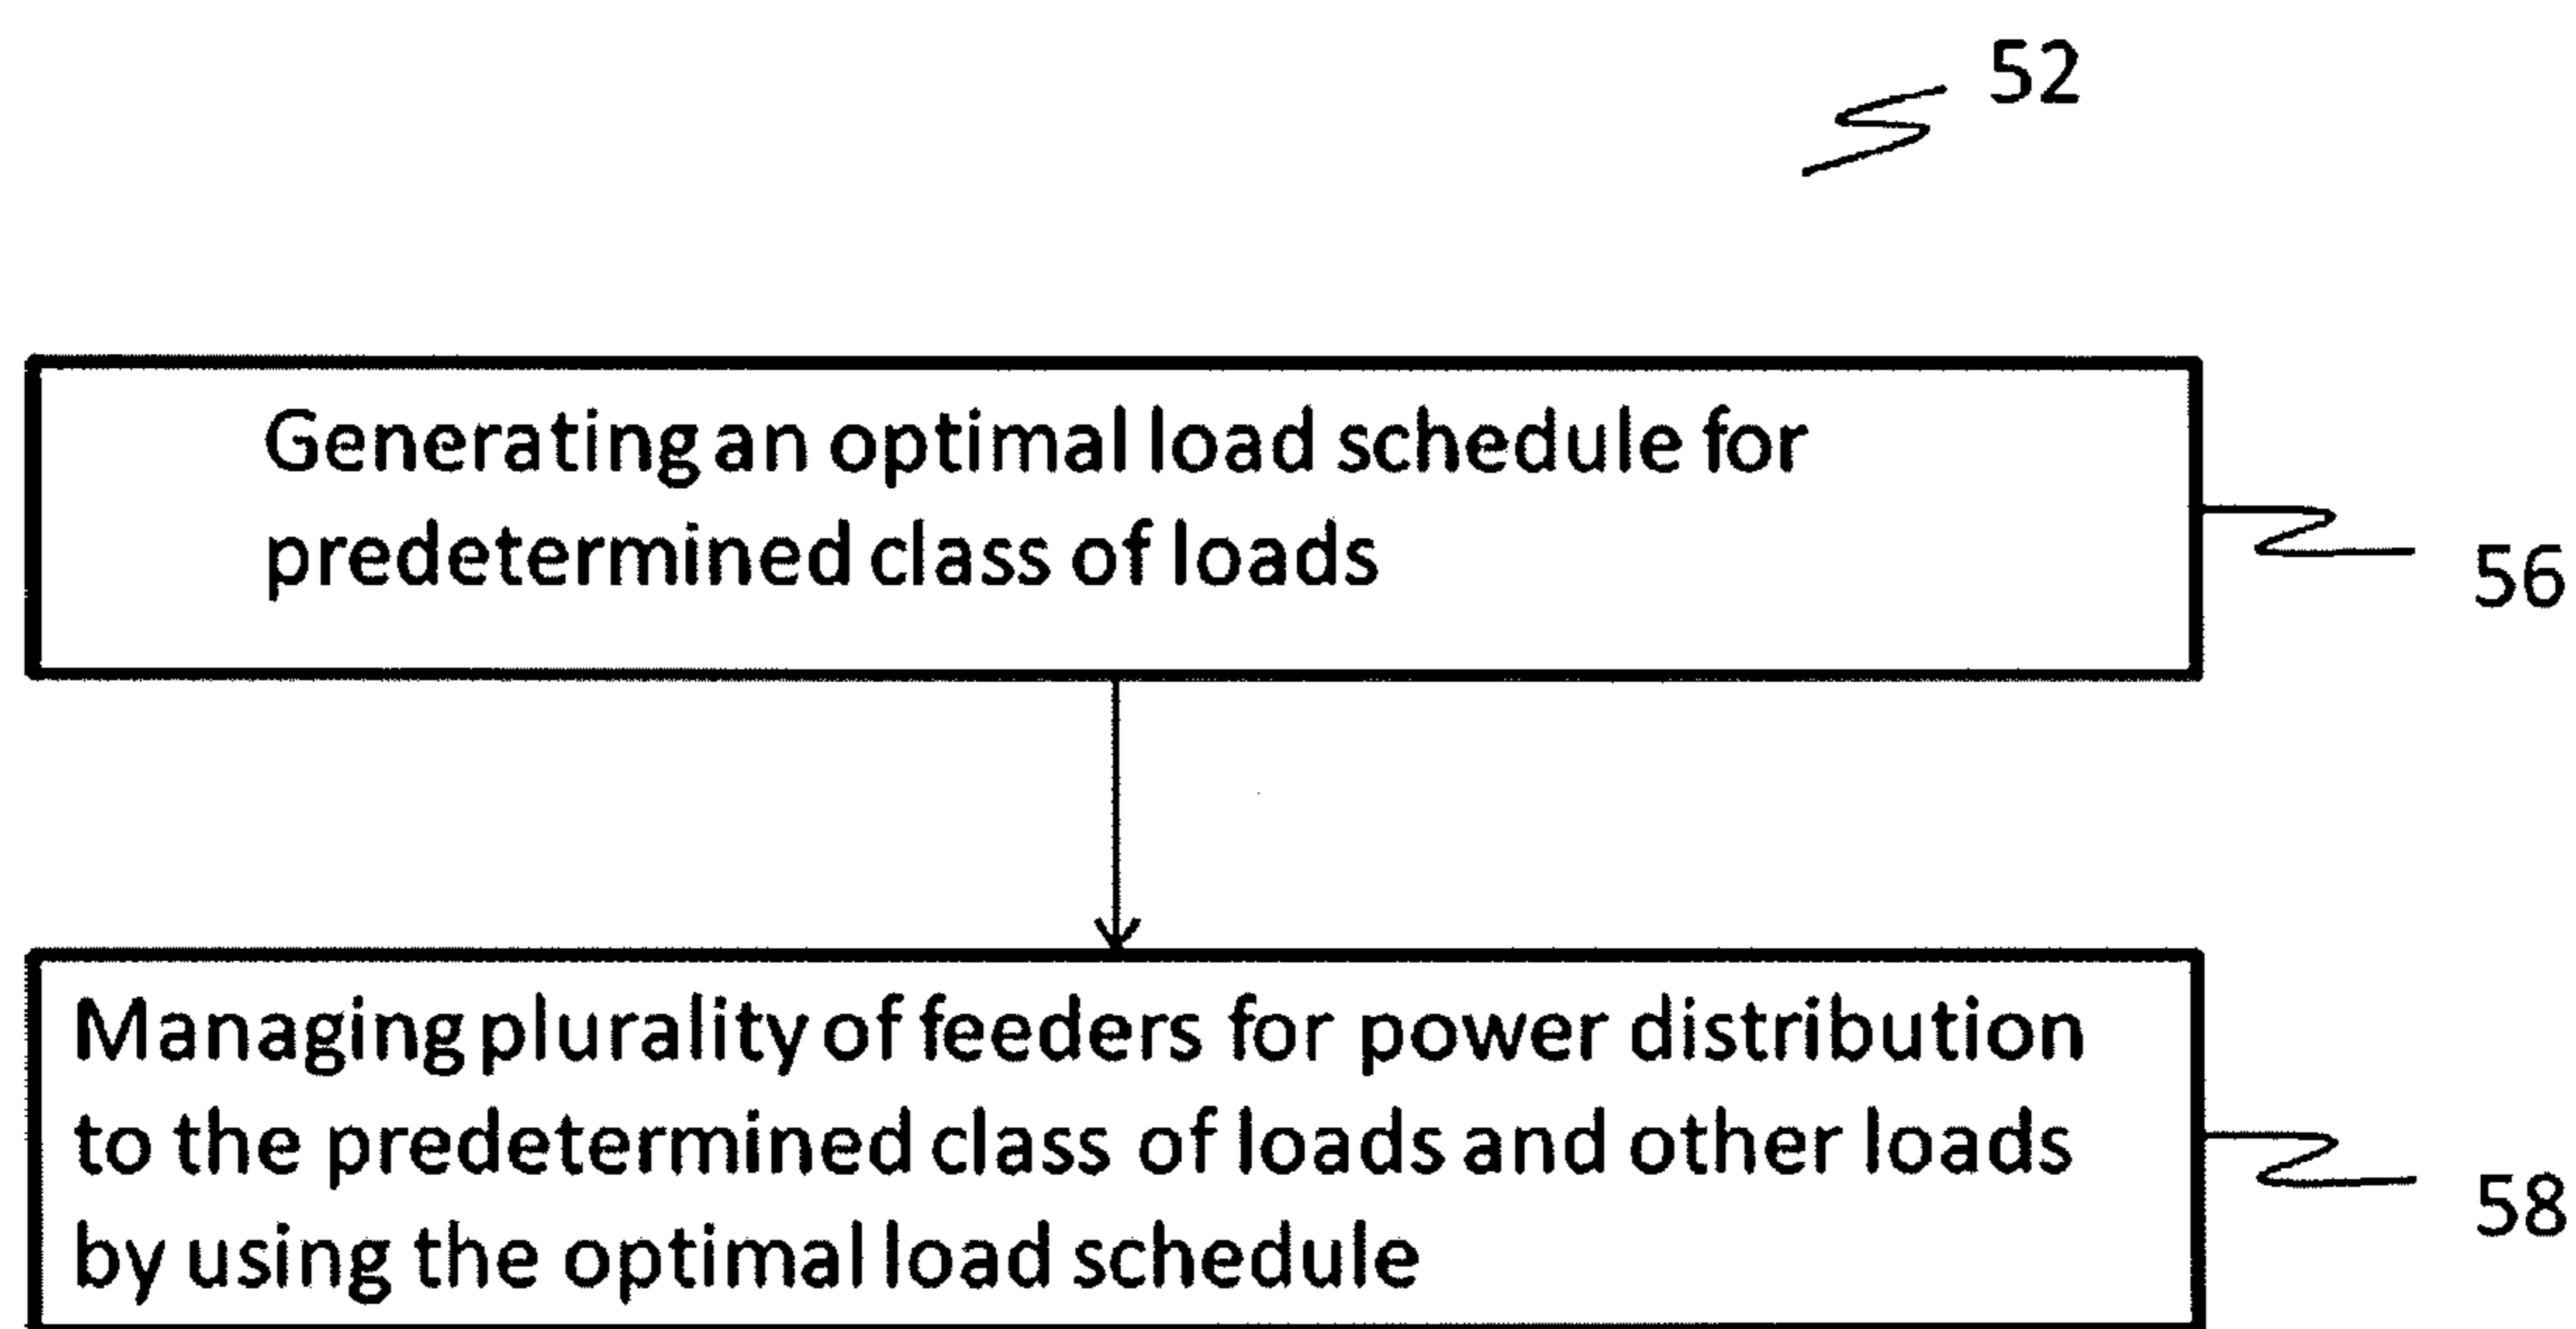 52
Generating an optimal load schedule for
predetermined class of loads
56
Managing plurality of feeders for power distribution
to the predetermined class of loads and other loads
by using the optimal load schedule
58